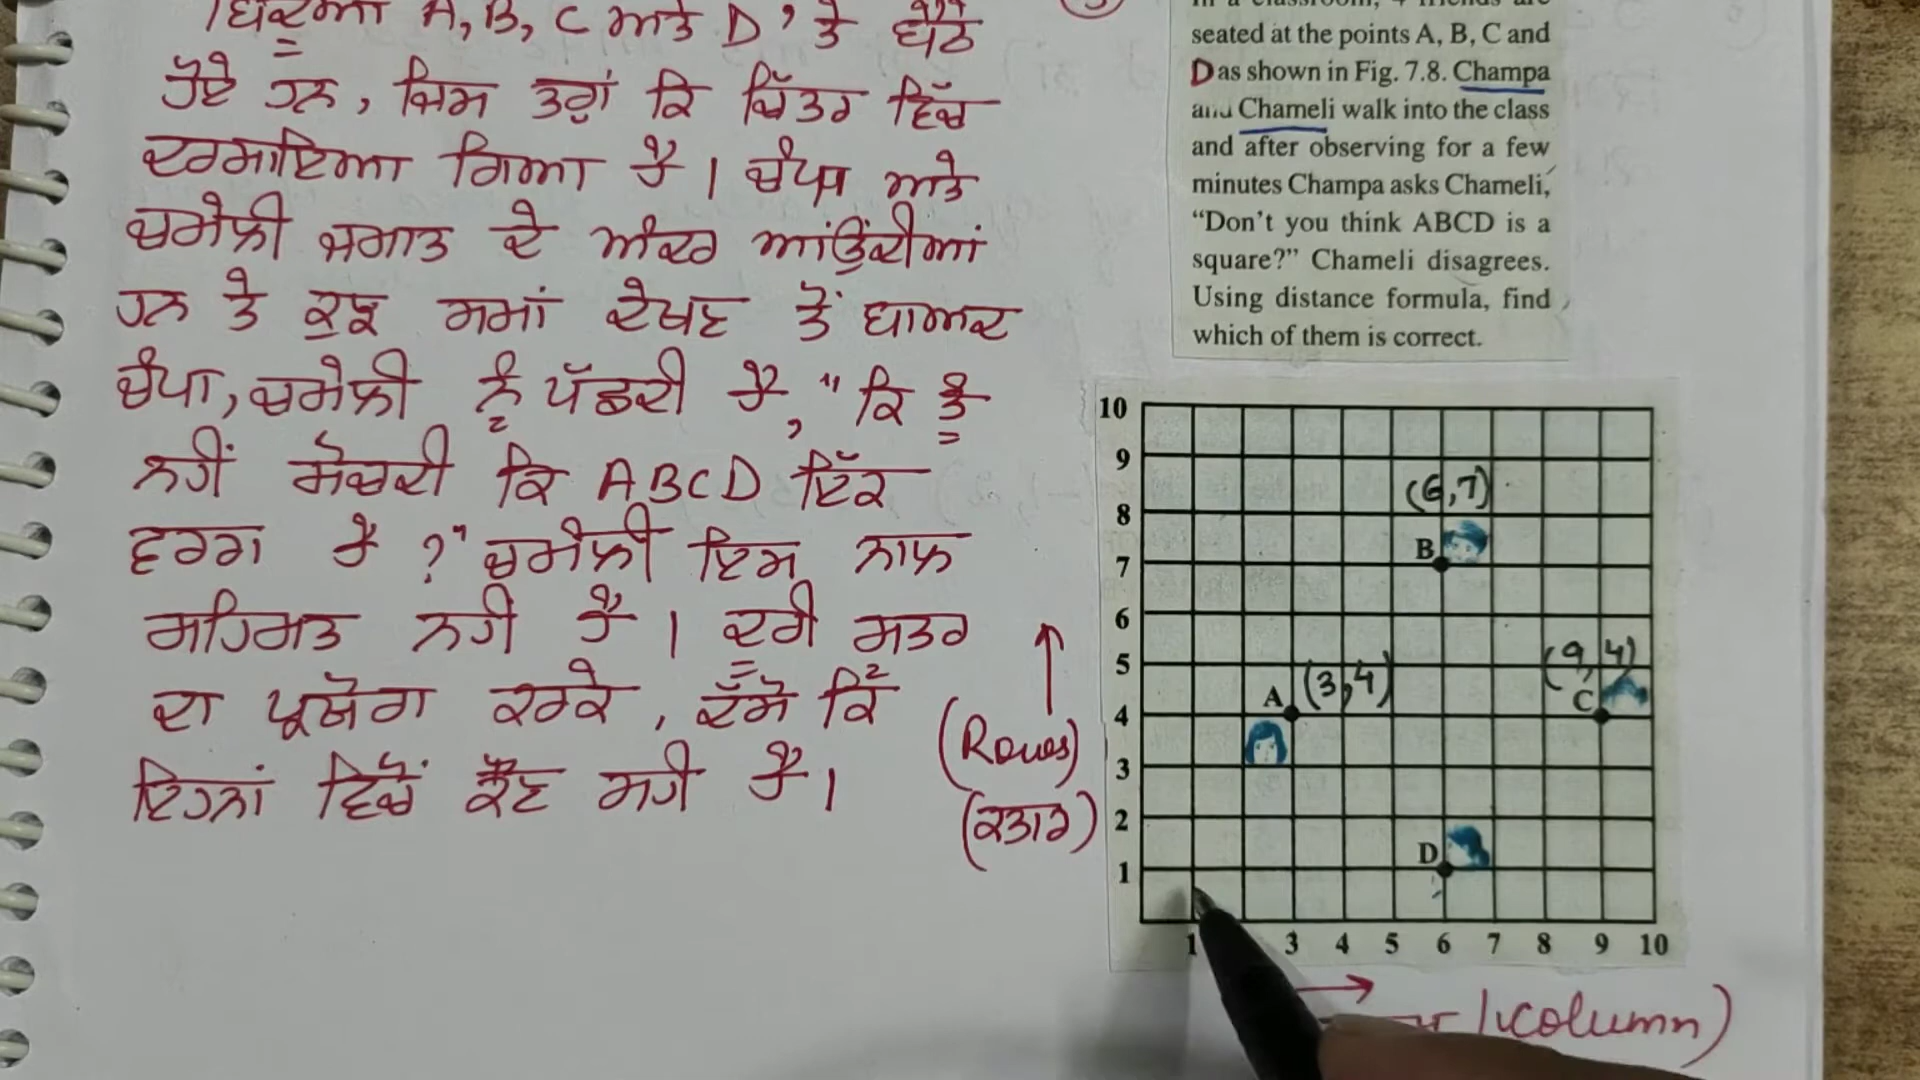 ਬਿੰਦੂਆਂ A, B, C ਅਤੇ D 'ਤੇ ਬੈਠੇ
ਹੋਏ ਹਨ, ਜਿਸ ਤਰ੍ਹਾਂ ਕਿ ਚਿੱਤਰ ਵਿੱਚ
ਦਰਸਾਇਆ ਗਿਆ ਹੈ । ਚੰਪਾ ਅਤੇ
ਚਮੇਲੀ ਜਮਾਤ ਦੇ ਅੰਦਰ ਆਂਉਂਦੀਆਂ
ਹਨ ਤੇ ਕੁਝ ਸਮਾਂ ਦੇਖਣ ਤੋਂ ਬਾਅਦ
ਚੰਪਾ, ਚਮੇਲੀ ਨੂੰ ਪੁੱਛਦੀ ਹੈ, "ਕਿ ਤੂੰ
ਨਹੀਂ ਸੋਚਦੀ ਕਿ ABCD ਇੱਕ
ਵਰਗ ਹੈ ?" ਚਮੇਲੀ ਇਸ ਨਾਲ
ਸਹਿਮਤ ਨਹੀ ਹੈ । ਦੂਰੀ ਸੂਤਰ
ਦਾ ਪ੍ਰਯੋਗ ਕਰਕੇ, ਦੱਸੋ ਕਿ
ਇਹਨਾਂ ਵਿਚੋਂ ਕੌਣ ਸਹੀ ਹੈ ।
seated at the points A, B, C and
D as shown in Fig. 7.8. Champa
and Chameli walk into the class
and after observing for a few
minutes Champa asks Chameli,
“Don’t you think ABCD is a
square?” Chameli disagrees.
Using distance formula, find
which of them is correct.
10
9
(6,7)
8
B
7
6
5 (9,4)
A (3,4) C
4
(Rows)
3
(ਕਤਾਰ) 2
D
1
1 3 4 5 6 7 8 9 10
column)